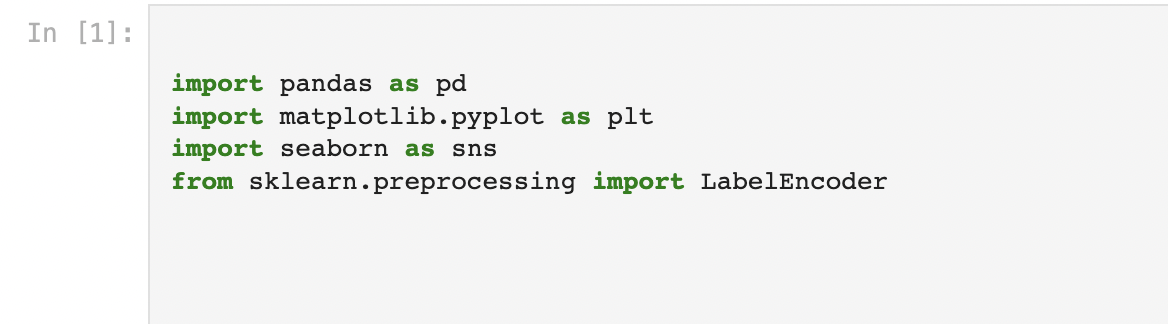 In [1]:
import pandas as pd
import matplotlib.pyplot as plt
import seaborn as sns
from sklearn.preprocessing import LabelEncoder